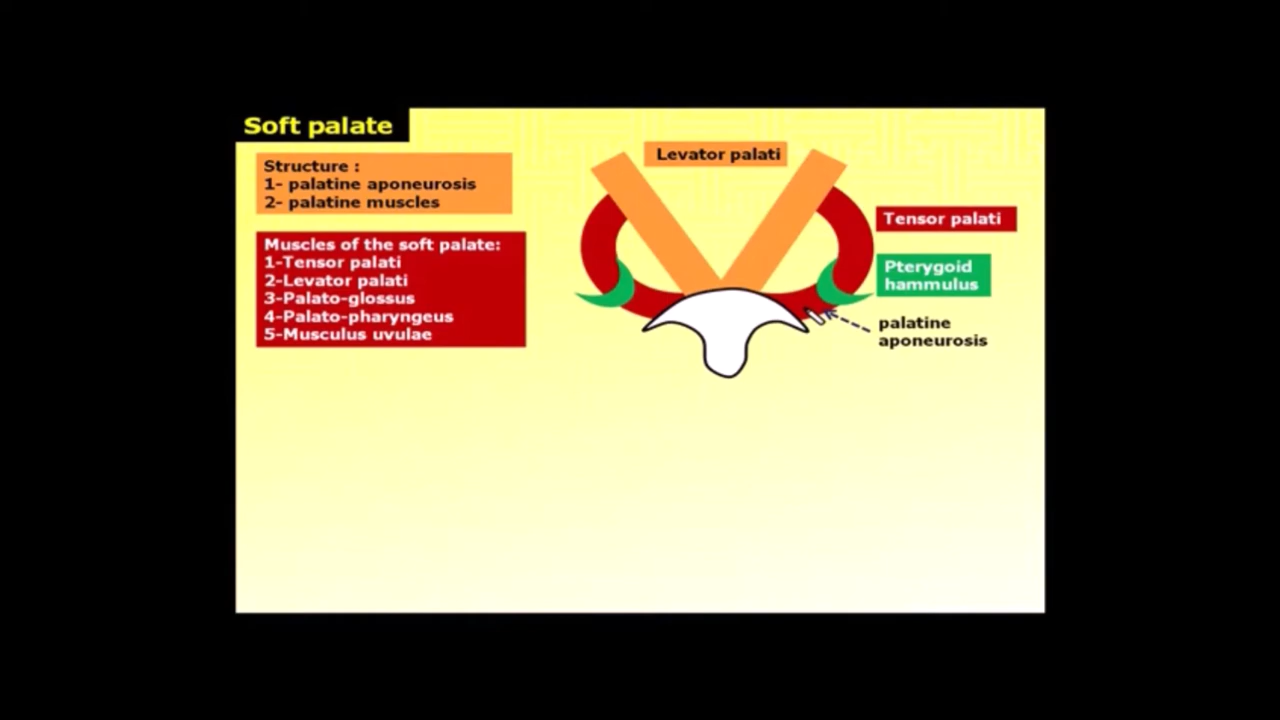 Soft palate
Structure :
1- palatine aponeurosis
2- palatine muscles
Muscles of the soft palate:
1-Tensor palati
2-Levator palati
3-Palato-glossus
4-Palato-pharyngeus
5-Musculus uvulae
Levator palati
Tensor palati
Pterygoid
hammulus
palatine
aponeurosis